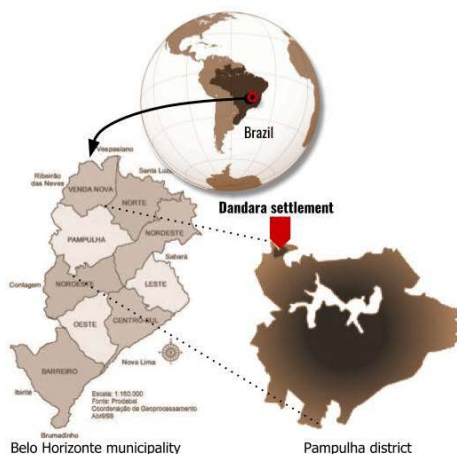 Brazil
Vespasiano
Ribeirão
das Neves
Santa Luzia
VENDA NOVA
NORTE
Dandara settlement
PAMPULHA
NORDESTE
Sabará
Contagem
NOROESTE
LESTE
OESTE
CENTRO-SUL
Nova Lima
BARREIRO
Ibirité
Escala: 1:160.000
Fonte: Prodabel
Coordenação de Geoprocessamento
Abril/98
Brumadinho
Belo Horizonte municipality
Pampulha district